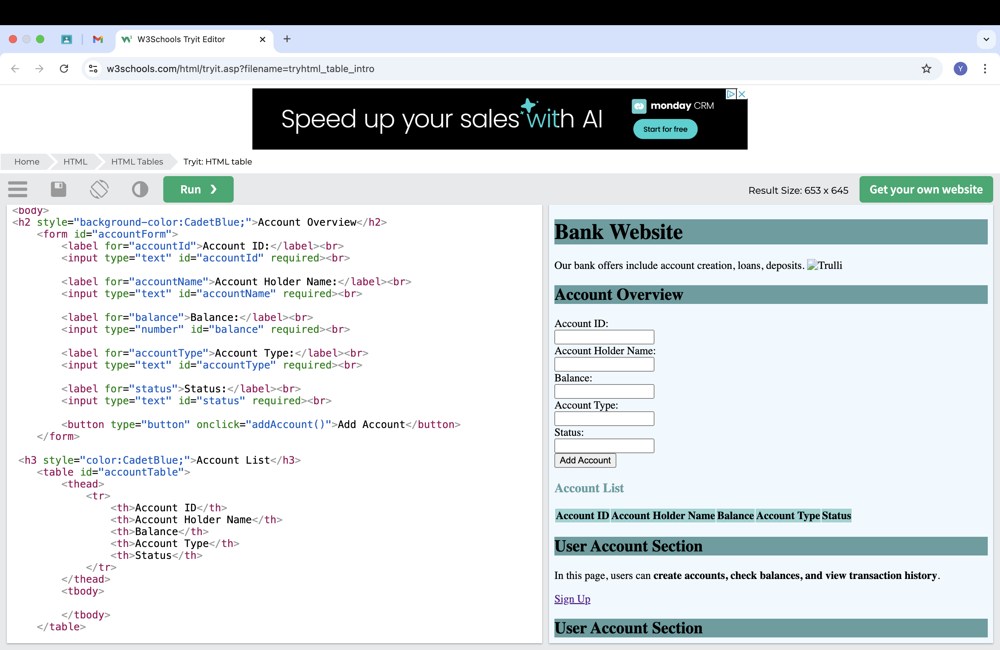 W3Schools Tryit Editor
w3schools.com/html/tryit.asp?filename=tryhtml_table_intro
Y
Speed up your sales with AI
monday CRM
Start for free
Home
HTML
HTML Tables
Tryit: HTML table
Run ❯
Result Size: 653 x 645
Get your own website
<body>
<h2 style="background-color:CadetBlue;">Account Overview</h2>
    <form id="accountForm">
        <label for="accountId">Account ID:</label><br>
        <input type="text" id="accountId" required><br>
        <label for="accountName">Account Holder Name:</label><br>
        <input type="text" id="accountName" required><br>
        <label for="balance">Balance:</label><br>
        <input type="number" id="balance" required><br>
        <label for="accountType">Account Type:</label><br>
        <input type="text" id="accountType" required><br>
        <label for="status">Status:</label><br>
        <input type="text" id="status" required><br>
        <button type="button" onclick="addAccount()">Add Account</button>
    </form>
 <h3 style="color:CadetBlue;">Account List</h3>
    <table id="accountTable">
        <thead>
            <tr>
                <th>Account ID</th>
                <th>Account Holder Name</th>
                <th>Balance</th>
                <th>Account Type</th>
                <th>Status</th>
            </tr>
        </thead>
        <tbody>
        </tbody>
    </table>
Bank Website
Our bank offers include account creation, loans, deposits. Trulli
Account Overview
Account ID:
Account Holder Name:
Balance:
Account Type:
Status:
Add Account
Account List
Account ID Account Holder Name Balance Account Type Status
User Account Section
In this page, users can create accounts, check balances, and view transaction history.
Sign Up
User Account Section